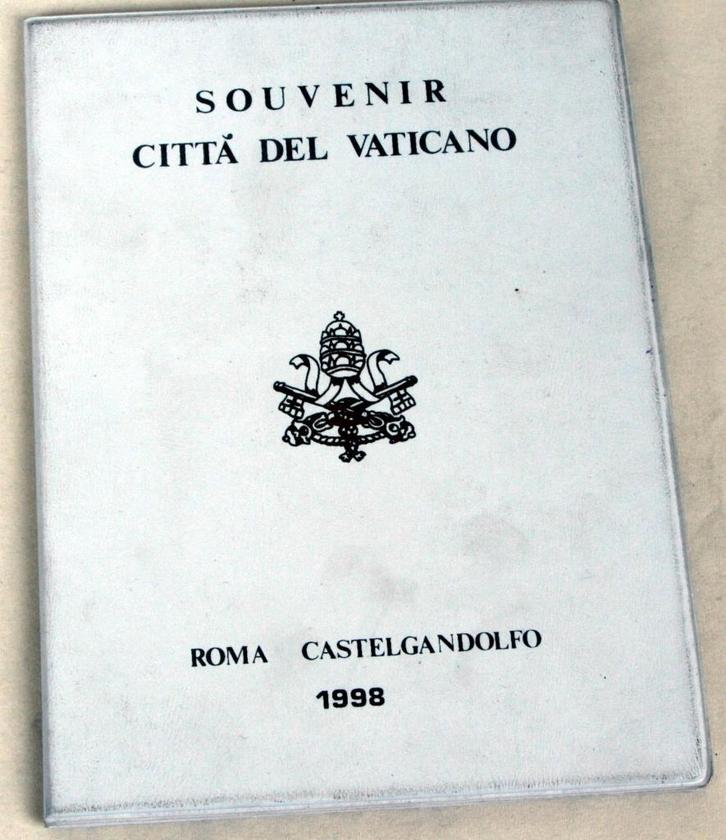 SOUVENIR
CITTÀ DEL VATICANO
ROMA CASTELGANDOLFO
1998